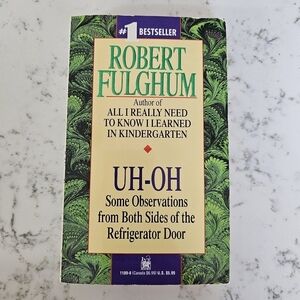 #1 BESTSELLER
ROBERT
FULGHUM
Author of
ALL I REALLY NEED
TO KNOW I LEARNED
IN KINDERGARTEN
UH-OH
Some Observations
from Both Sides of the
Refrigerator Door